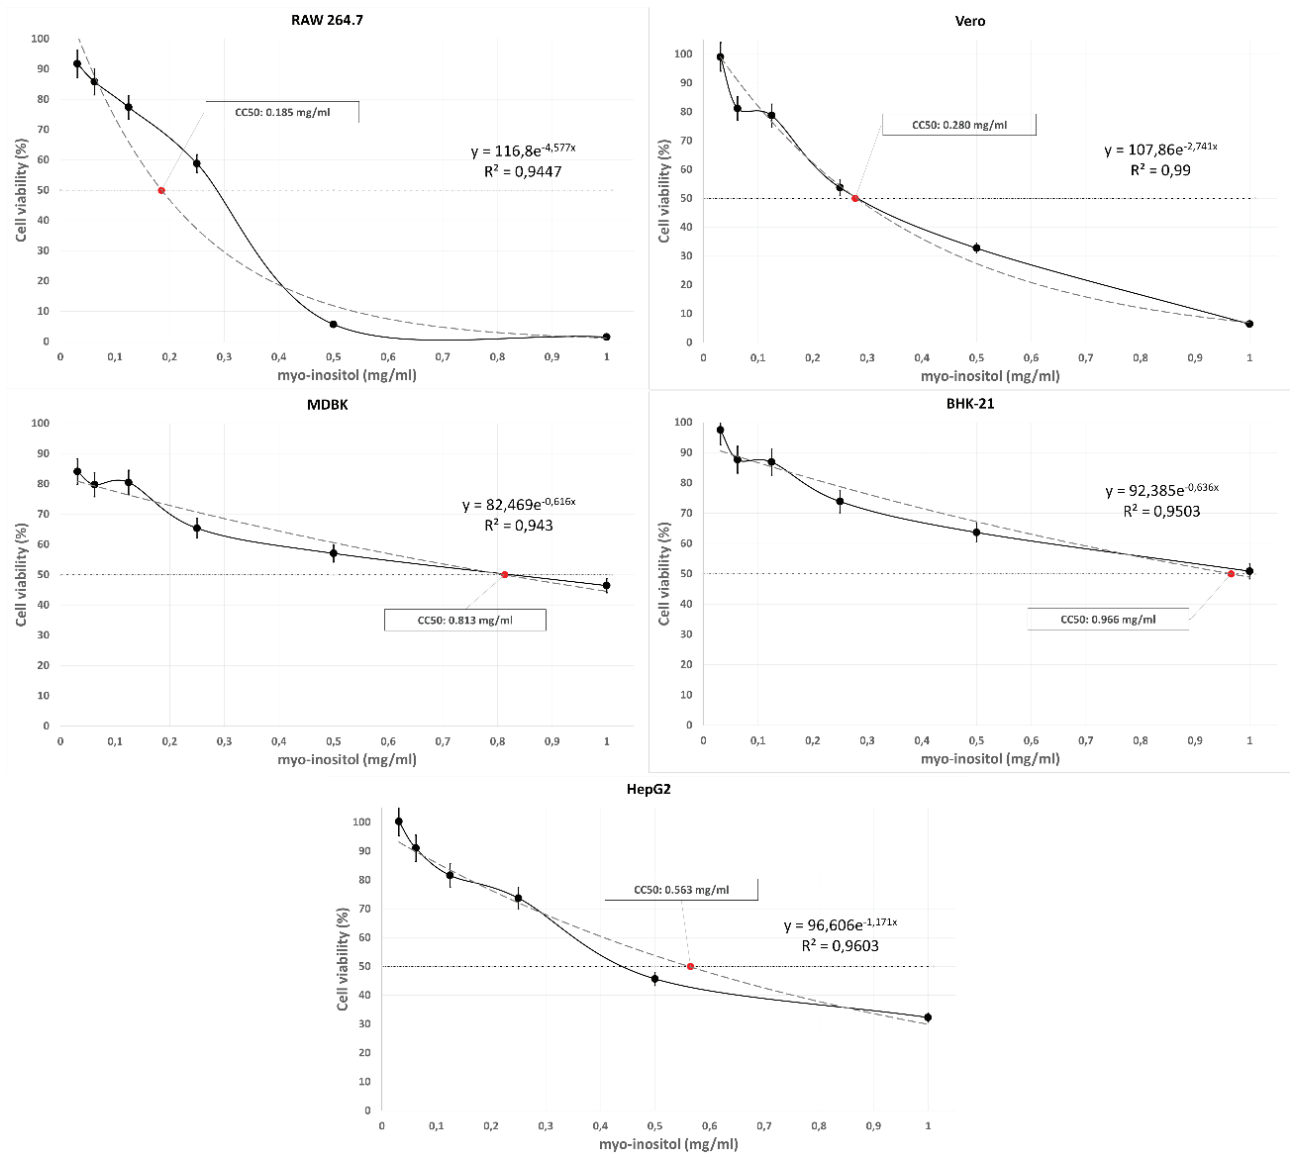 RAW 264.7
100
90
80
70
60
50
40
30
20
10
0
Cell viability (%)
CC50: 0.185 mg/ml
y = 116,8e-4,577x
R² = 0,9447
0 0,1 0,2 0,3 0,4 0,5 0,6 0,7 0,8 0,9 1
myo-inositol (mg/ml)
Vero
100
90
80
70
60
50
40
30
20
10
0
Cell viability (%)
CC50: 0.280 mg/ml
y = 107,86e-2,741x
R² = 0,99
0 0,1 0,2 0,3 0,4 0,5 0,6 0,7 0,8 0,9 1
myo-inositol (mg/ml)
MDBK
100
90
80
70
60
50
40
30
20
10
0
Cell viability (%)
y = 82,469e-0,616x
R² = 0,943
CC50: 0.813 mg/ml
0 0,1 0,2 0,3 0,4 0,5 0,6 0,7 0,8 0,9 1
myo-inositol (mg/ml)
BHK-21
100
90
80
70
60
50
40
30
20
10
0
Cell viability (%)
y = 92,385e-0,636x
R² = 0,9503
CC50: 0.966 mg/ml
0 0,1 0,2 0,3 0,4 0,5 0,6 0,7 0,8 0,9 1
myo-inositol (mg/ml)
HepG2
100
90
80
70
60
50
40
30
20
10
0
Cell viability (%)
CC50: 0.563 mg/ml
y = 96,606e-1,171x
R² = 0,9603
0 0,1 0,2 0,3 0,4 0,5 0,6 0,7 0,8 0,9 1
myo-inositol (mg/ml)